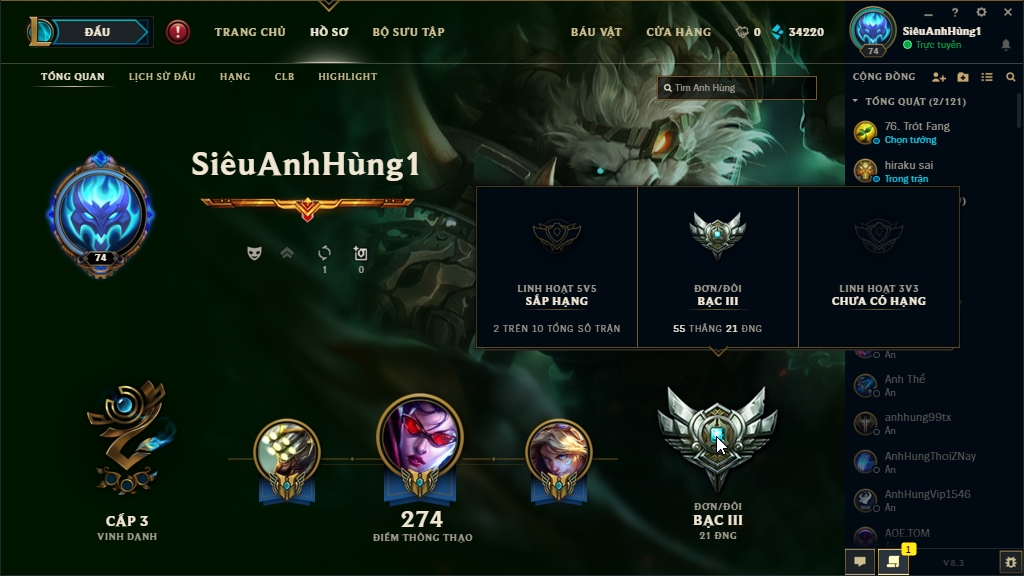 ĐẤU
TRANG CHỦ
HỒ SƠ
BỘ SƯU TẬP
BÁU VẬT
CỬA HÀNG
0
34220
74
SiêuAnhHùng1
Trực tuyến
TỔNG QUAN
LỊCH SỬ ĐẤU
HẠNG
CLB
HIGHLIGHT
Tìm Anh Hùng
CỘNG ĐỒNG
TỔNG QUÁT (2/121)
76. Trót Fang
Chọn tướng
hiraku sai
Trong trận
SiêuAnhHùng1
74
1
0
LINH HOẠT 5V5
SẮP HẠNG
2 TRÊN 10 TỔNG SỐ TRẬN
ĐƠN/ĐÔI
BẠC III
55 THẮNG 21 ĐNG
LINH HOẠT 3V3
CHƯA CÓ HẠNG
Ẩn
Anh Thế
Ẩn
anhhung99tx
Ẩn
AnHungThoiZNay
Ẩn
AnhHungVip1546
Ẩn
AOE.TOM
CẤP 3
VINH DANH
274
ĐIỂM THÔNG THẠO
ĐƠN/ĐÔI
BẠC III
21 ĐNG
1
V8.3